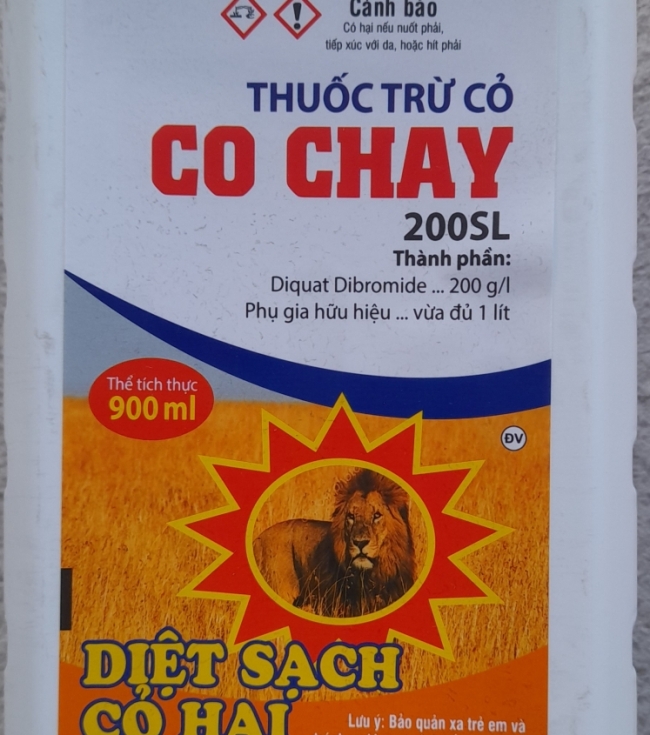 Cảnh báo
Có hại nếu nuốt phải,
tiếp xúc với da, hoặc hít phải
THUỐC TRỪ CỎ
CO CHAY
200SL
Thành phần:
Diquat Dibromide ... 200 g/l
Phụ gia hữu hiệu ... vừa đủ 1 lít
Thể tích thực
900 ml
ĐV
DIỆT SẠCH
CỎ HẠI
Lưu ý: Bảo quản xa trẻ em và